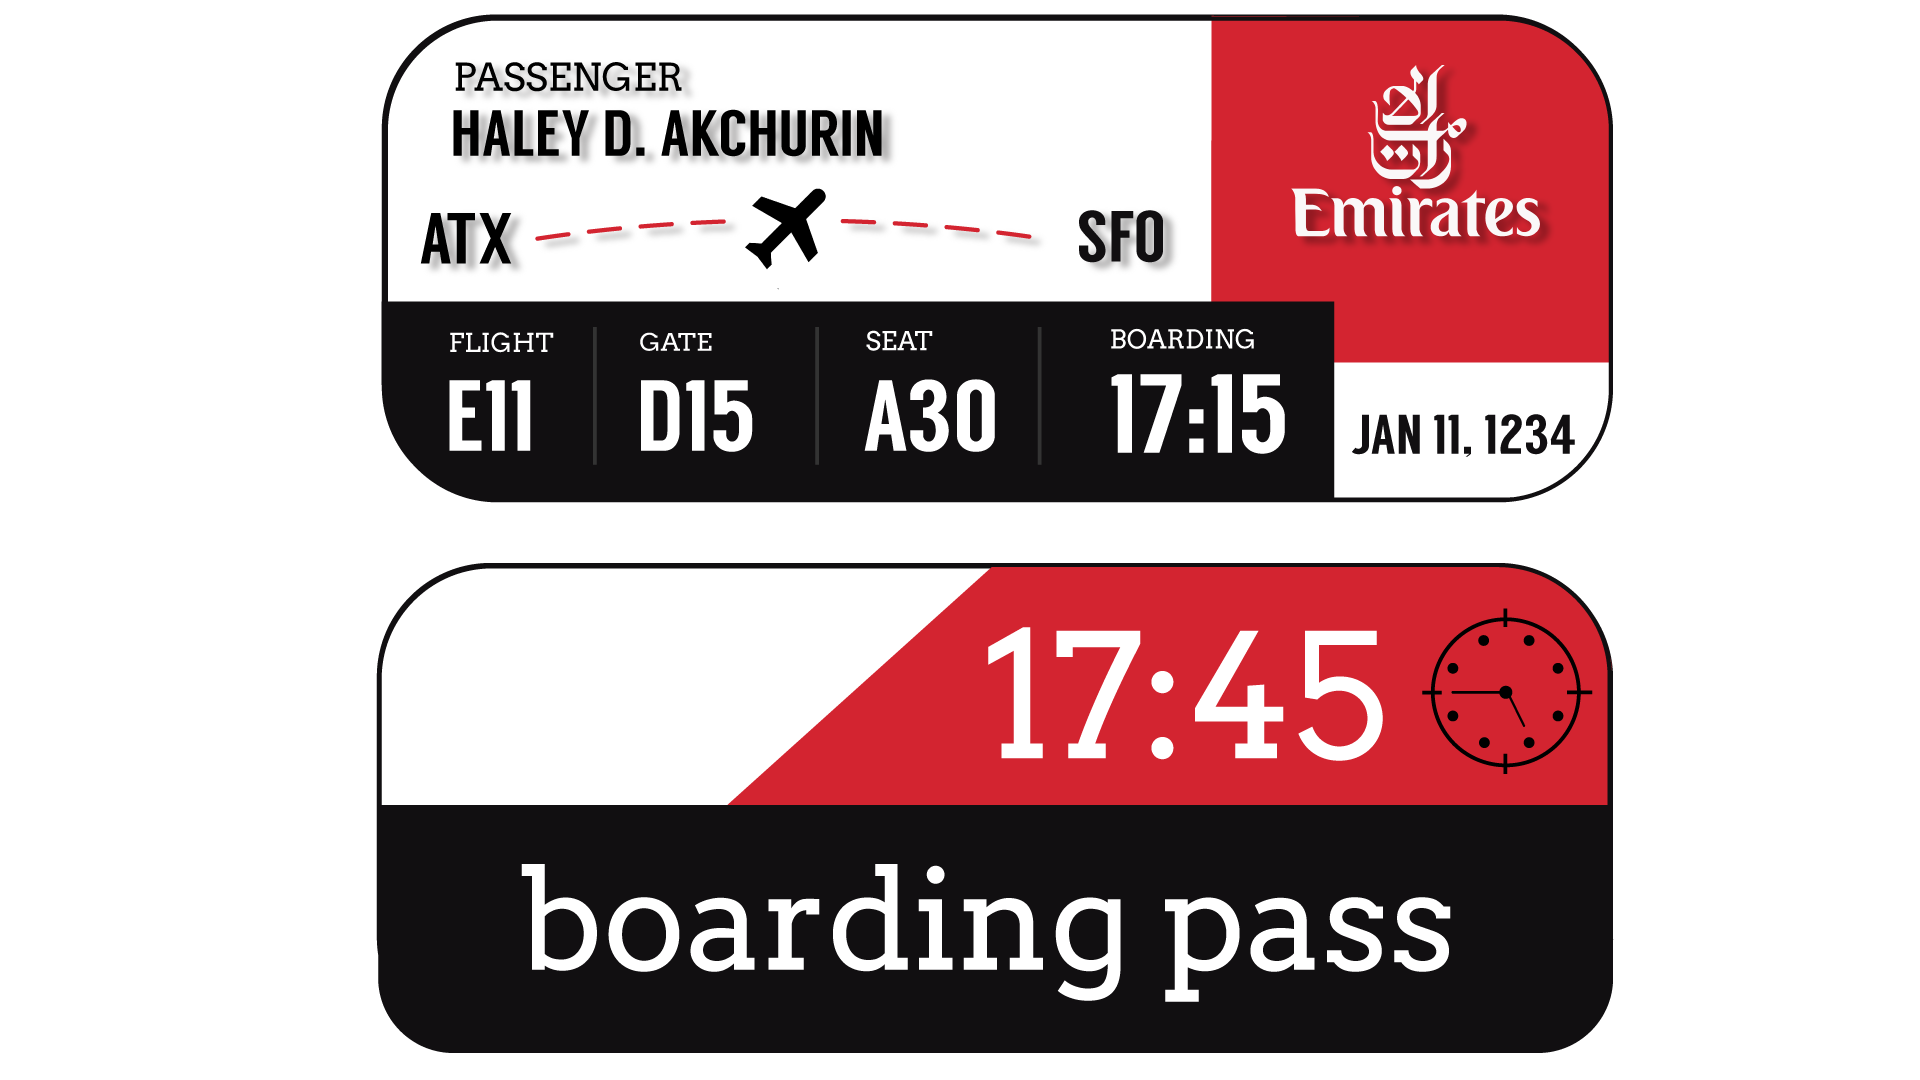 PASSENGER
HALEY D. AKCHURIN
ATX SFO
امارات
Emirates
FLIGHT GATE SEAT BOARDING
E11 D15 A30 17:15
JAN 11, 1234
17:45
boarding pass